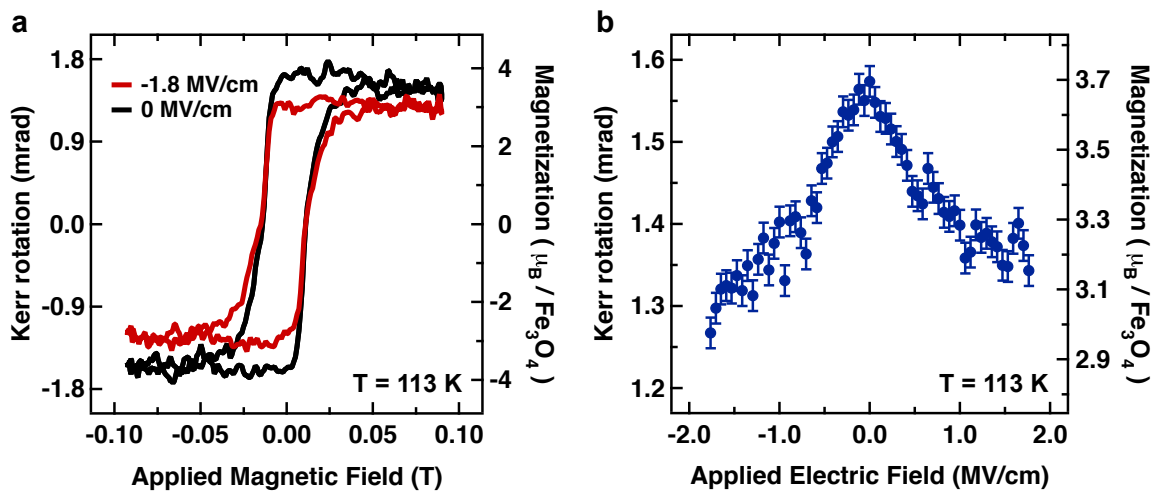 a
Kerr rotation (mrad)
1.8
0.9
0.0
-0.9
-1.8
-1.8 MV/cm
0 MV/cm
T = 113 K
4
2
0
-2
-4
Magnetization ( μB / Fe3O4 )
-0.10
-0.05
0.00
0.05
0.10
Applied Magnetic Field (T)
b
Kerr rotation (mrad)
1.6
1.5
1.4
1.3
1.2
T = 113 K
3.7
3.5
3.3
3.1
2.9
Magnetization ( μB / Fe3O4 )
-2.0
-1.0
0.0
1.0
2.0
Applied Electric Field (MV/cm)